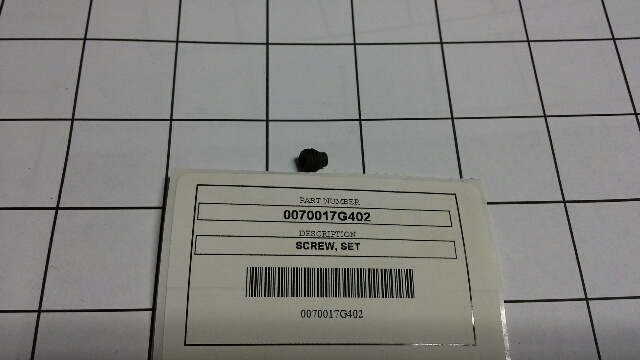 PART NUMBER
0070017G402
DESCRIPTION
SCREW, SET
0070017G402